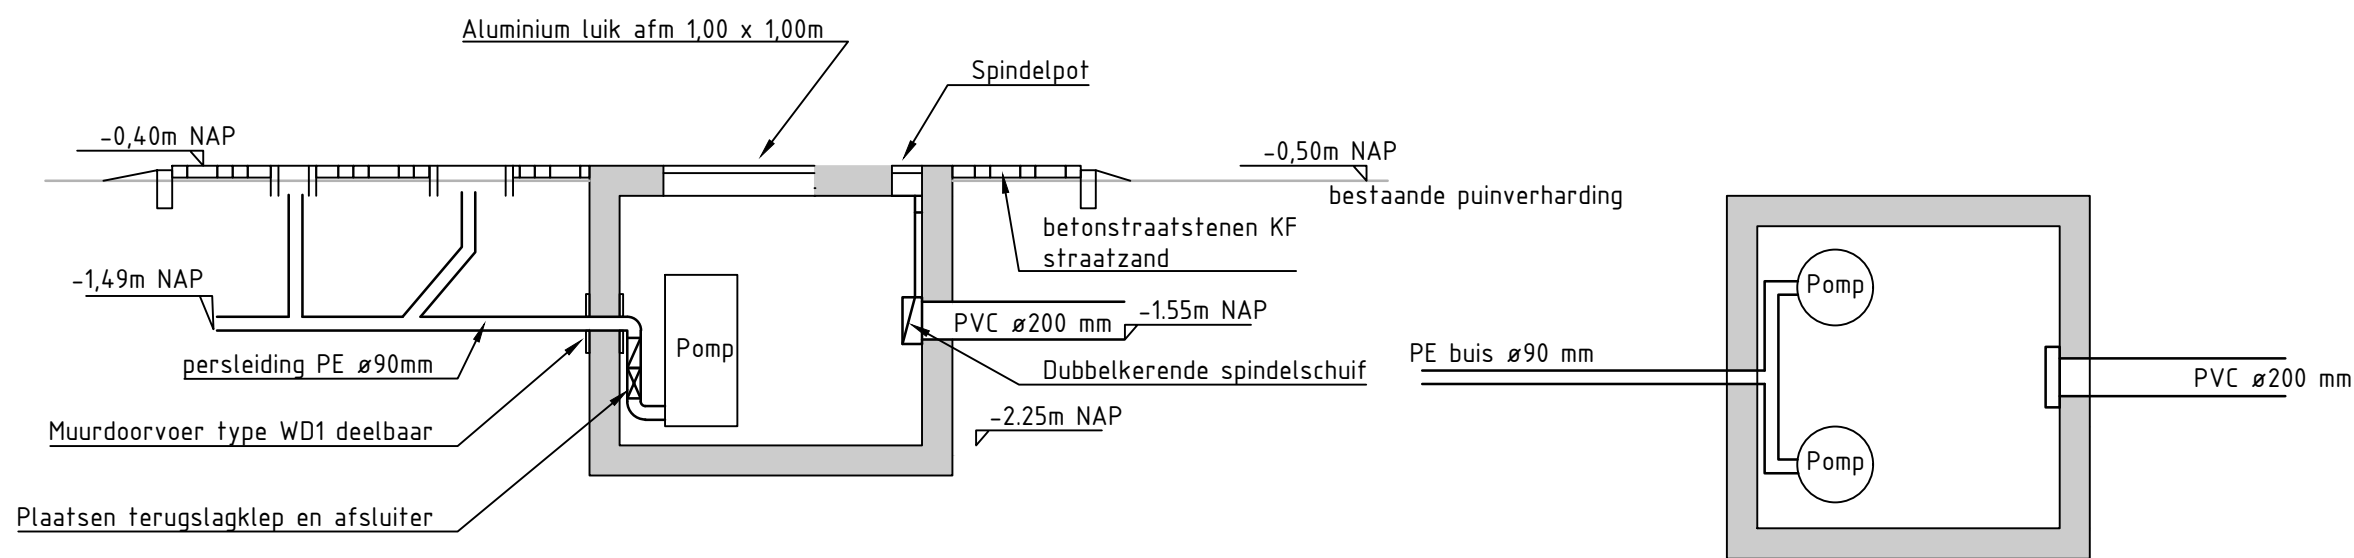 Aluminium luik afm 1,00 x 1,00m
Spindelpot
-0,40m NAP
-0,50m NAP
bestaande puinverharding
betonstraatstenen KF
straatzand
-1,49m NAP
-1.55m NAP
PVC ø200 mm
Pomp
persleiding PE ø90mm
Dubbelkerende spindelschuif
-2.25m NAP
Muurdoorvoer type WD1 deelbaar
Plaatsen terugslagklep en afsluiter
Pomp
PE buis ø90 mm
PVC ø200 mm
Pomp